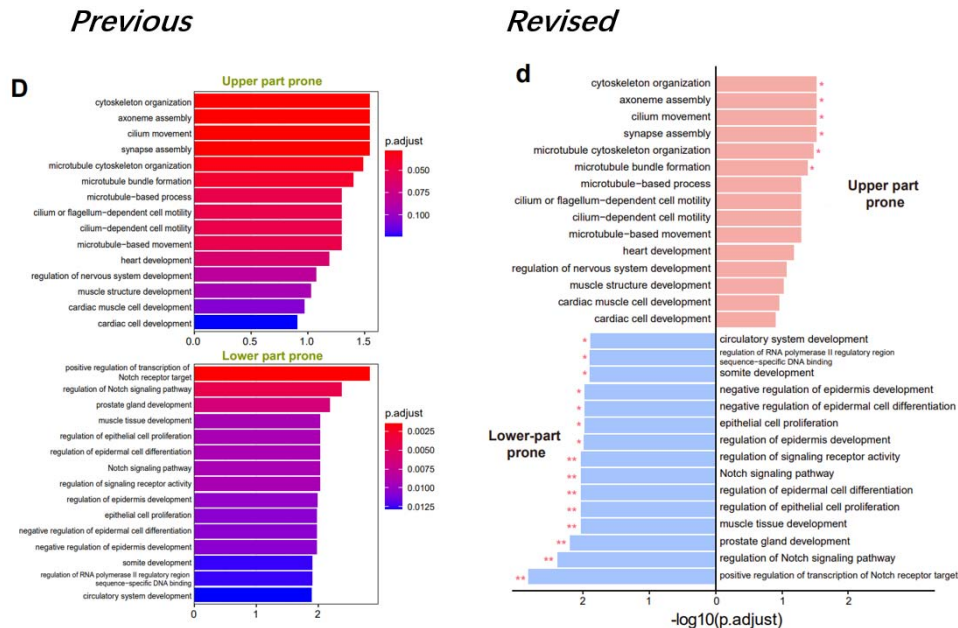 Previous
Revised
D
Upper part prone
cytoskeleton organization
axoneme assembly
cilium movement
synapse assembly
microtubule cytoskeleton organization
microtubule bundle formation
microtubule−based process
cilium or flagellum−dependent cell motility
cilium−dependent cell motility
microtubule−based movement
heart development
regulation of nervous system development
muscle structure development
cardiac muscle cell development
cardiac cell development
0.0 0.5 1.0 1.5
p.adjust
0.050
0.075
0.100
Lower part prone
positive regulation of transcription of
Notch receptor target
regulation of Notch signaling pathway
prostate gland development
muscle tissue development
regulation of epithelial cell proliferation
regulation of epidermal cell differentiation
Notch signaling pathway
regulation of signaling receptor activity
regulation of epidermis development
epithelial cell proliferation
negative regulation of epidermal cell differentiation
negative regulation of epidermis development
somite development
regulation of RNA polymerase II regulatory region
sequence−specific DNA binding
circulatory system development
0 1 2
p.adjust
0.0025
0.0050
0.0075
0.0100
0.0125
d
cytoskeleton organization *
axoneme assembly *
cilium movement *
synapse assembly *
microtubule cytoskeleton organization *
microtubule bundle formation *
microtubule−based process
cilium or flagellum−dependent cell motility
cilium−dependent cell motility
microtubule−based movement
heart development
regulation of nervous system development
muscle structure development
cardiac muscle cell development
cardiac cell development
Upper part
prone
* circulatory system development
* regulation of RNA polymerase II regulatory region
sequence−specific DNA binding
* somite development
* negative regulation of epidermis development
* negative regulation of epidermal cell differentiation
* epithelial cell proliferation
* regulation of epidermis development
** regulation of signaling receptor activity
** Notch signaling pathway
** regulation of epidermal cell differentiation
** regulation of epithelial cell proliferation
** muscle tissue development
** prostate gland development
** regulation of Notch signaling pathway
** positive regulation of transcription of Notch receptor target
Lower-part
prone
2 1 0 1 2
-log10(p.adjust)